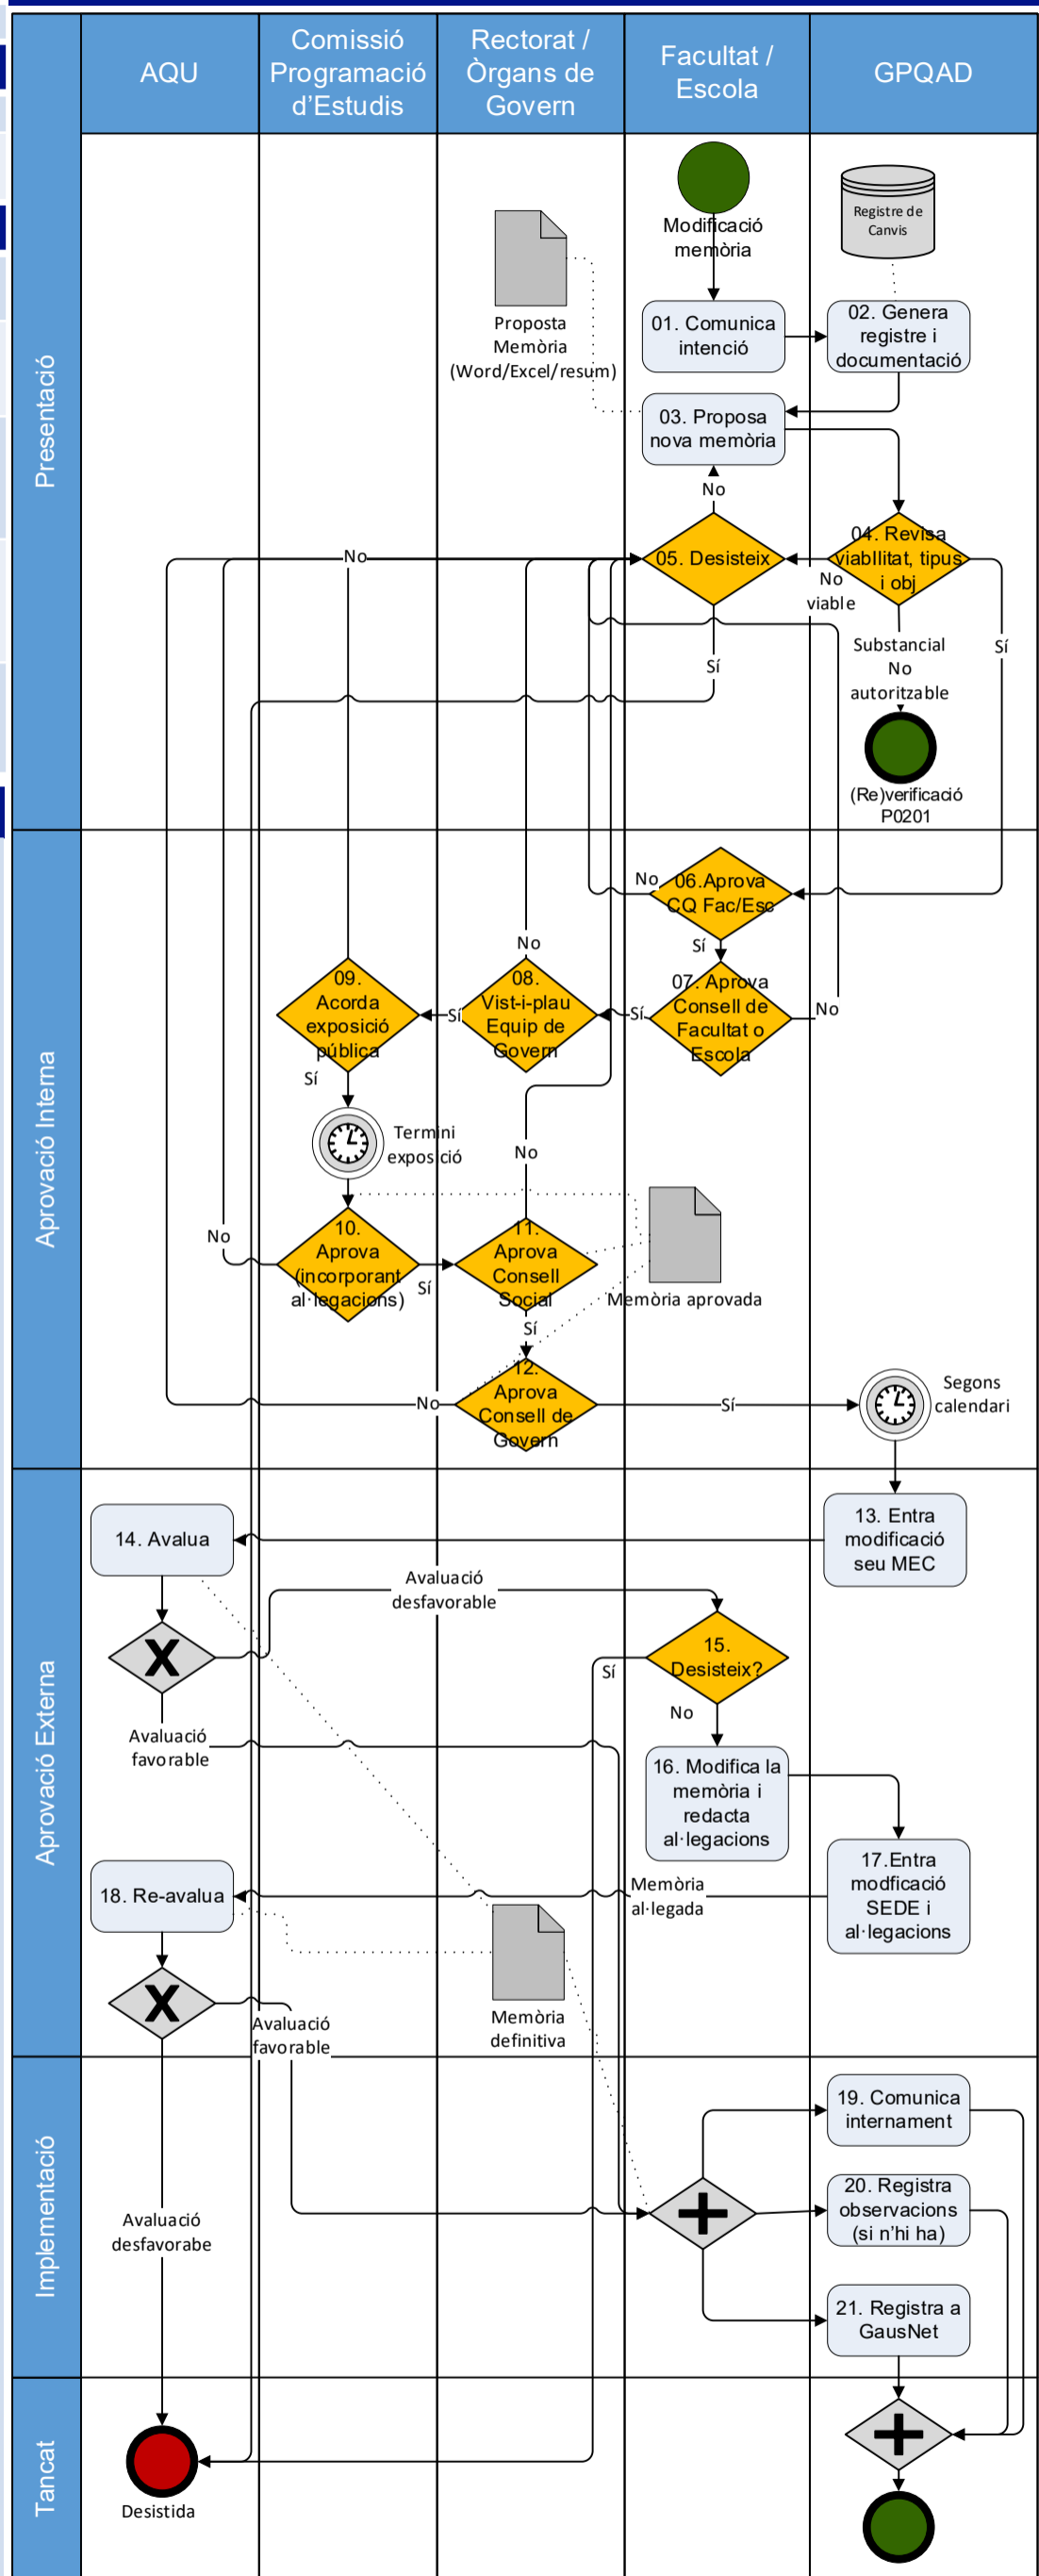 AQU
Comissió
Programació
d'Estudis
Rectorat /
Òrgans de
Govern
Facultat /
Escola
GPQAD
Presentació
Modificació
memòria
Registre de
Canvis
Proposta
Memòria
(Word/Excel/resum)
01. Comunica
intenció
02. Genera
registre i
documentació
03. Proposa
nova memòria
No
No
05. Desisteix
04. Revisa
viabllitat, tipus
i obj
No
viable
Sí
Substancial
No
autoritzable
Sí
(Re)verificació
P0201
Aprovació Interna
No
06.Aprova
CQ Fac/Esc
Sí
No
09.
Acorda
exposició
pública
Sí
08.
Vist-i-plau
Equip de
Govern
Sí
07. Aprova
Consell de
Facultat o
Escola
No
Sí
Termini
exposició
No
No
10.
Aprova
(incorporant
al·legacions)
Sí
11.
Aprova
Consell
Social
Memòria aprovada
Sí
12.
Aprova
Consell de
Govern
No
Sí
Segons
calendari
Aprovació Externa
14. Avalua
13. Entra
modificació
seu MEC
Avaluació
desfavorable
X
15.
Desisteix?
Sí
No
Avaluació
favorable
16. Modifica la
memòria i
redacta
al·legacions
17.Entra
modficació
SEDE i
al·legacions
18. Re-avalua
Memòria
al·legada
X
Memòria
definitiva
Avaluació
favorable
Implementació
19. Comunica
internament
20. Registra
observacions
(si n'hi ha)
Avaluació
desfavorabe
21. Registra a
GausNet
Tancat
Desistida